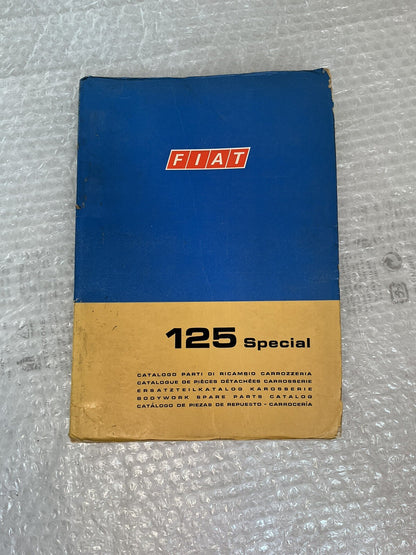 FIAT
125 Special
CATALOGO PARTI DI RICAMBIO CARROZZERIA
CATALOGUE DE PIÈCES DÉTACHÉES CARROSSERIE
ERSATZTEILKATALOG KAROSSERIE
BODYWORK SPARE PARTS CATALOG
CATÁLOGO DE PIEZAS DE REPUESTO - CARROCERÍA